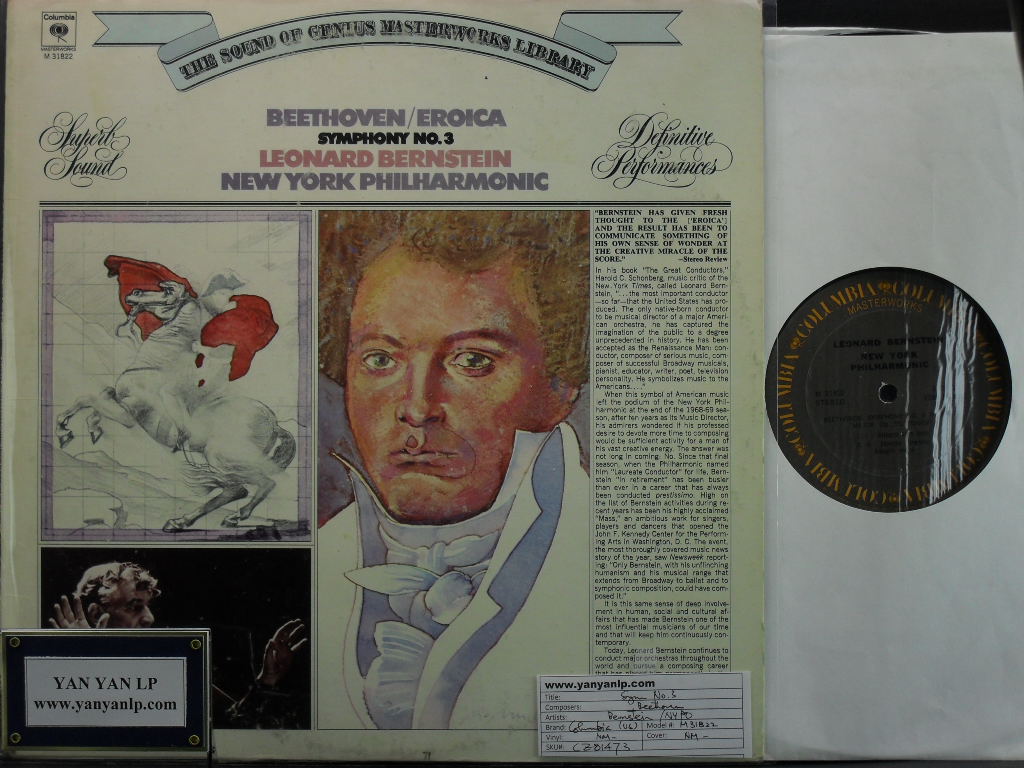 Columbia
MASTERWORKS
M 31822
THE SOUND OF GENIUS MASTERWORKS LIBRARY
Superb
Sound
BEETHOVEN/EROICA
SYMPHONY NO. 3
LEONARD BERNSTEIN
NEW YORK PHILHARMONIC
Definitive
Performances
"BERNSTEIN HAS GIVEN FRESH
THOUGHT TO THE ['EROICA']
AND THE RESULT HAS BEEN TO
COMMUNICATE SOMETHING OF
HIS OWN SENSE OF WONDER AT
THE CREATIVE MIRACLE OF THE
SCORE."
—Stereo Review
In his book "The Great Conductors,"
Harold C. Schonberg, music critic of the
New York Times, called Leonard Bern-
stein, "...the most important conductor
—so far—that the United States has pro-
duced. The only native-born conductor
to be musical director of a major Ameri-
can orchestra, he has captured the
imagination of the public to a degree
unprecedented in history. He has been
accepted as the Renaissance Man: con-
ductor, composer of serious music, com-
poser of successful Broadway musicals,
pianist, educator, writer, poet, television
personality. He symbolizes music to the
Americans...."
When this symbol of American music
left the podium of the New York Phil-
harmonic at the end of the 1968-69 sea-
son, after ten years as its Music Director,
his admirers wondered if his professed
desire to devote more time to composing
would be sufficient activity for a man of
his vast creative energy. The answer was
not long in coming: No. Since that final
season, when the Philharmonic named
him "Laureate Conductor" for life, Bern-
stein "in retirement" has been busier
than ever in a career that has always
been conducted prestissimo. High on
the list of Bernstein activities during re-
cent years has been his highly acclaimed
"Mass," an ambitious work for singers,
players and dancers that opened the
John F. Kennedy Center for the Perform-
ing Arts in Washington, D. C. The event,
the most thoroughly covered music news
story of the year, saw Newsweek report-
ing: "Only Bernstein, with his unflinching
humanism and his musical range that
extends from Broadway to ballet and to
symphonic composition, could have com-
posed it."
It is this same sense of deep involve-
ment in human, social and cultural af-
fairs that has made Bernstein one of the
most influential musicians of our time
and that will keep him continuously con-
temporary.
Today, Leonard Bernstein continues to
conduct major orchestras throughout the
world and pursue a composing career
YAN YAN LP
www.yanyanlp.com
www.yanyanlp.com
Title: Sym No.3
Composers: Beethoven
Artists: Bernstein / NYPO
Brand: Columbia (US) Model #: M31822
Vinyl: NM- Cover: NM-
SKU#: CZ01473
COLUMBIA COLUMBIA COLUMBIA COLUMBIA COLUMBIA
MASTERWORKS
LEONARD BERNSTEIN
NEW YORK
PHILHARMONIC
STEREO